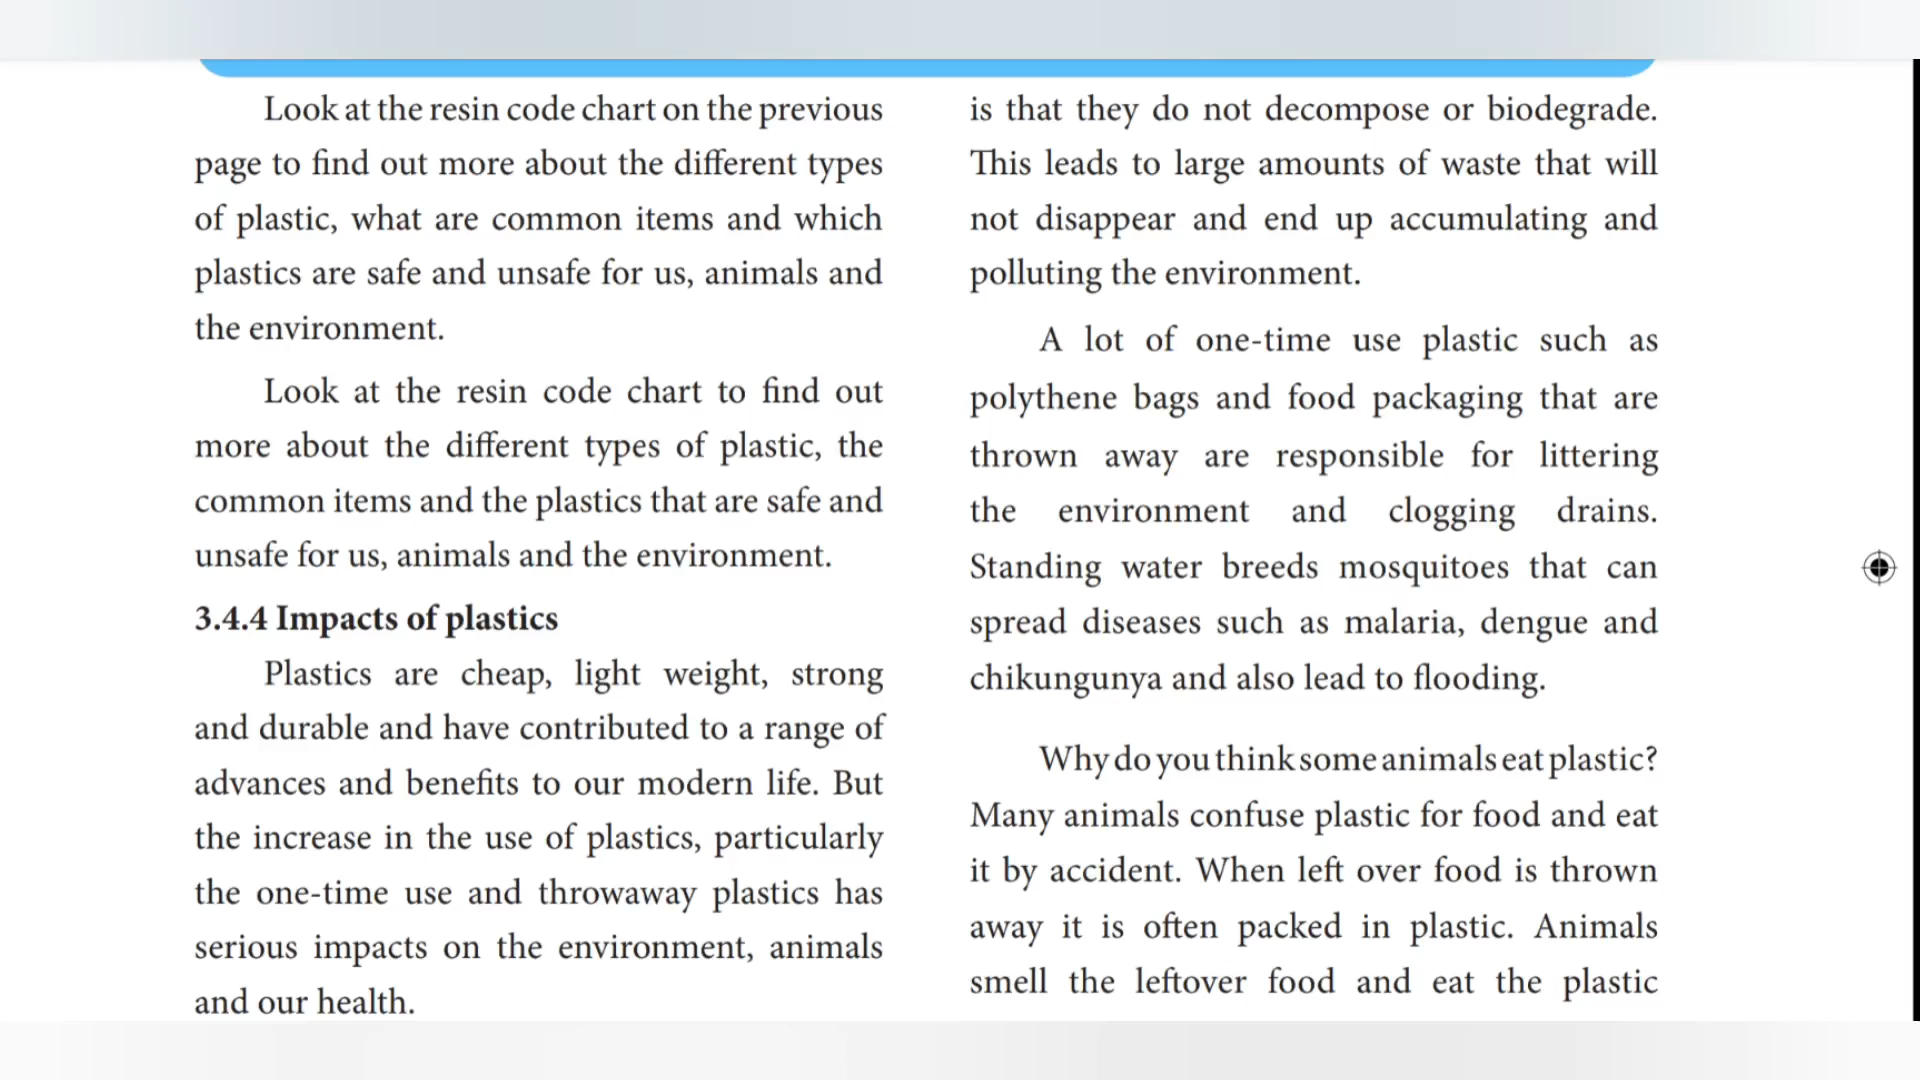 Look at the resin code chart on the previous
page to find out more about the different types
of plastic, what are common items and which
plastics are safe and unsafe for us, animals and
the environment.
Look at the resin code chart to find out
more about the different types of plastic, the
common items and the plastics that are safe and
unsafe for us, animals and the environment.
3.4.4 Impacts of plastics
Plastics are cheap, light weight, strong
and durable and have contributed to a range of
advances and benefits to our modern life. But
the increase in the use of plastics, particularly
the one-time use and throwaway plastics has
serious impacts on the environment, animals
and our health.
is that they do not decompose or biodegrade.
This leads to large amounts of waste that will
not disappear and end up accumulating and
polluting the environment.
A lot of one-time use plastic such as
polythene bags and food packaging that are
thrown away are responsible for littering
the environment and clogging drains.
Standing water breeds mosquitoes that can
spread diseases such as malaria, dengue and
chikungunya and also lead to flooding.
Why do you think some animals eat plastic?
Many animals confuse plastic for food and eat
it by accident. When left over food is thrown
away it is often packed in plastic. Animals
smell the leftover food and eat the plastic